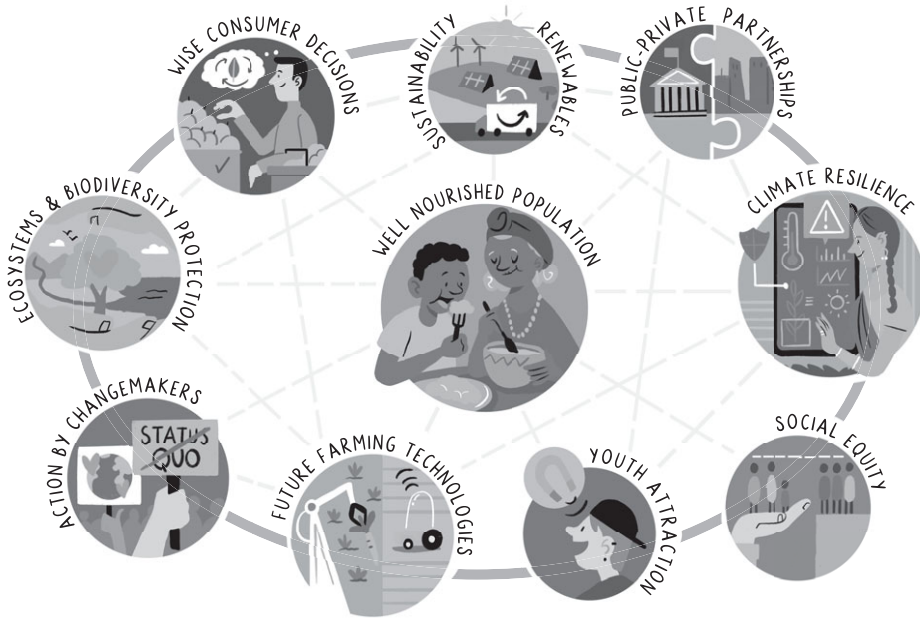 WISE CONSUMER DECISIONS
SUSTAINABILITY
RENEWABLES
PUBLIC-PRIVATE PARTNERSHIPS
ECOSYSTEMS & BIODIVERSITY PROTECTION
WELL NOURISHED POPULATION
CLIMATE RESILIENCE
ACTION BY CHANGEMAKERS
STATUS
QUO
FUTURE FARMING TECHNOLOGIES
YOUTH ATTRACTION
SOCIAL EQUITY